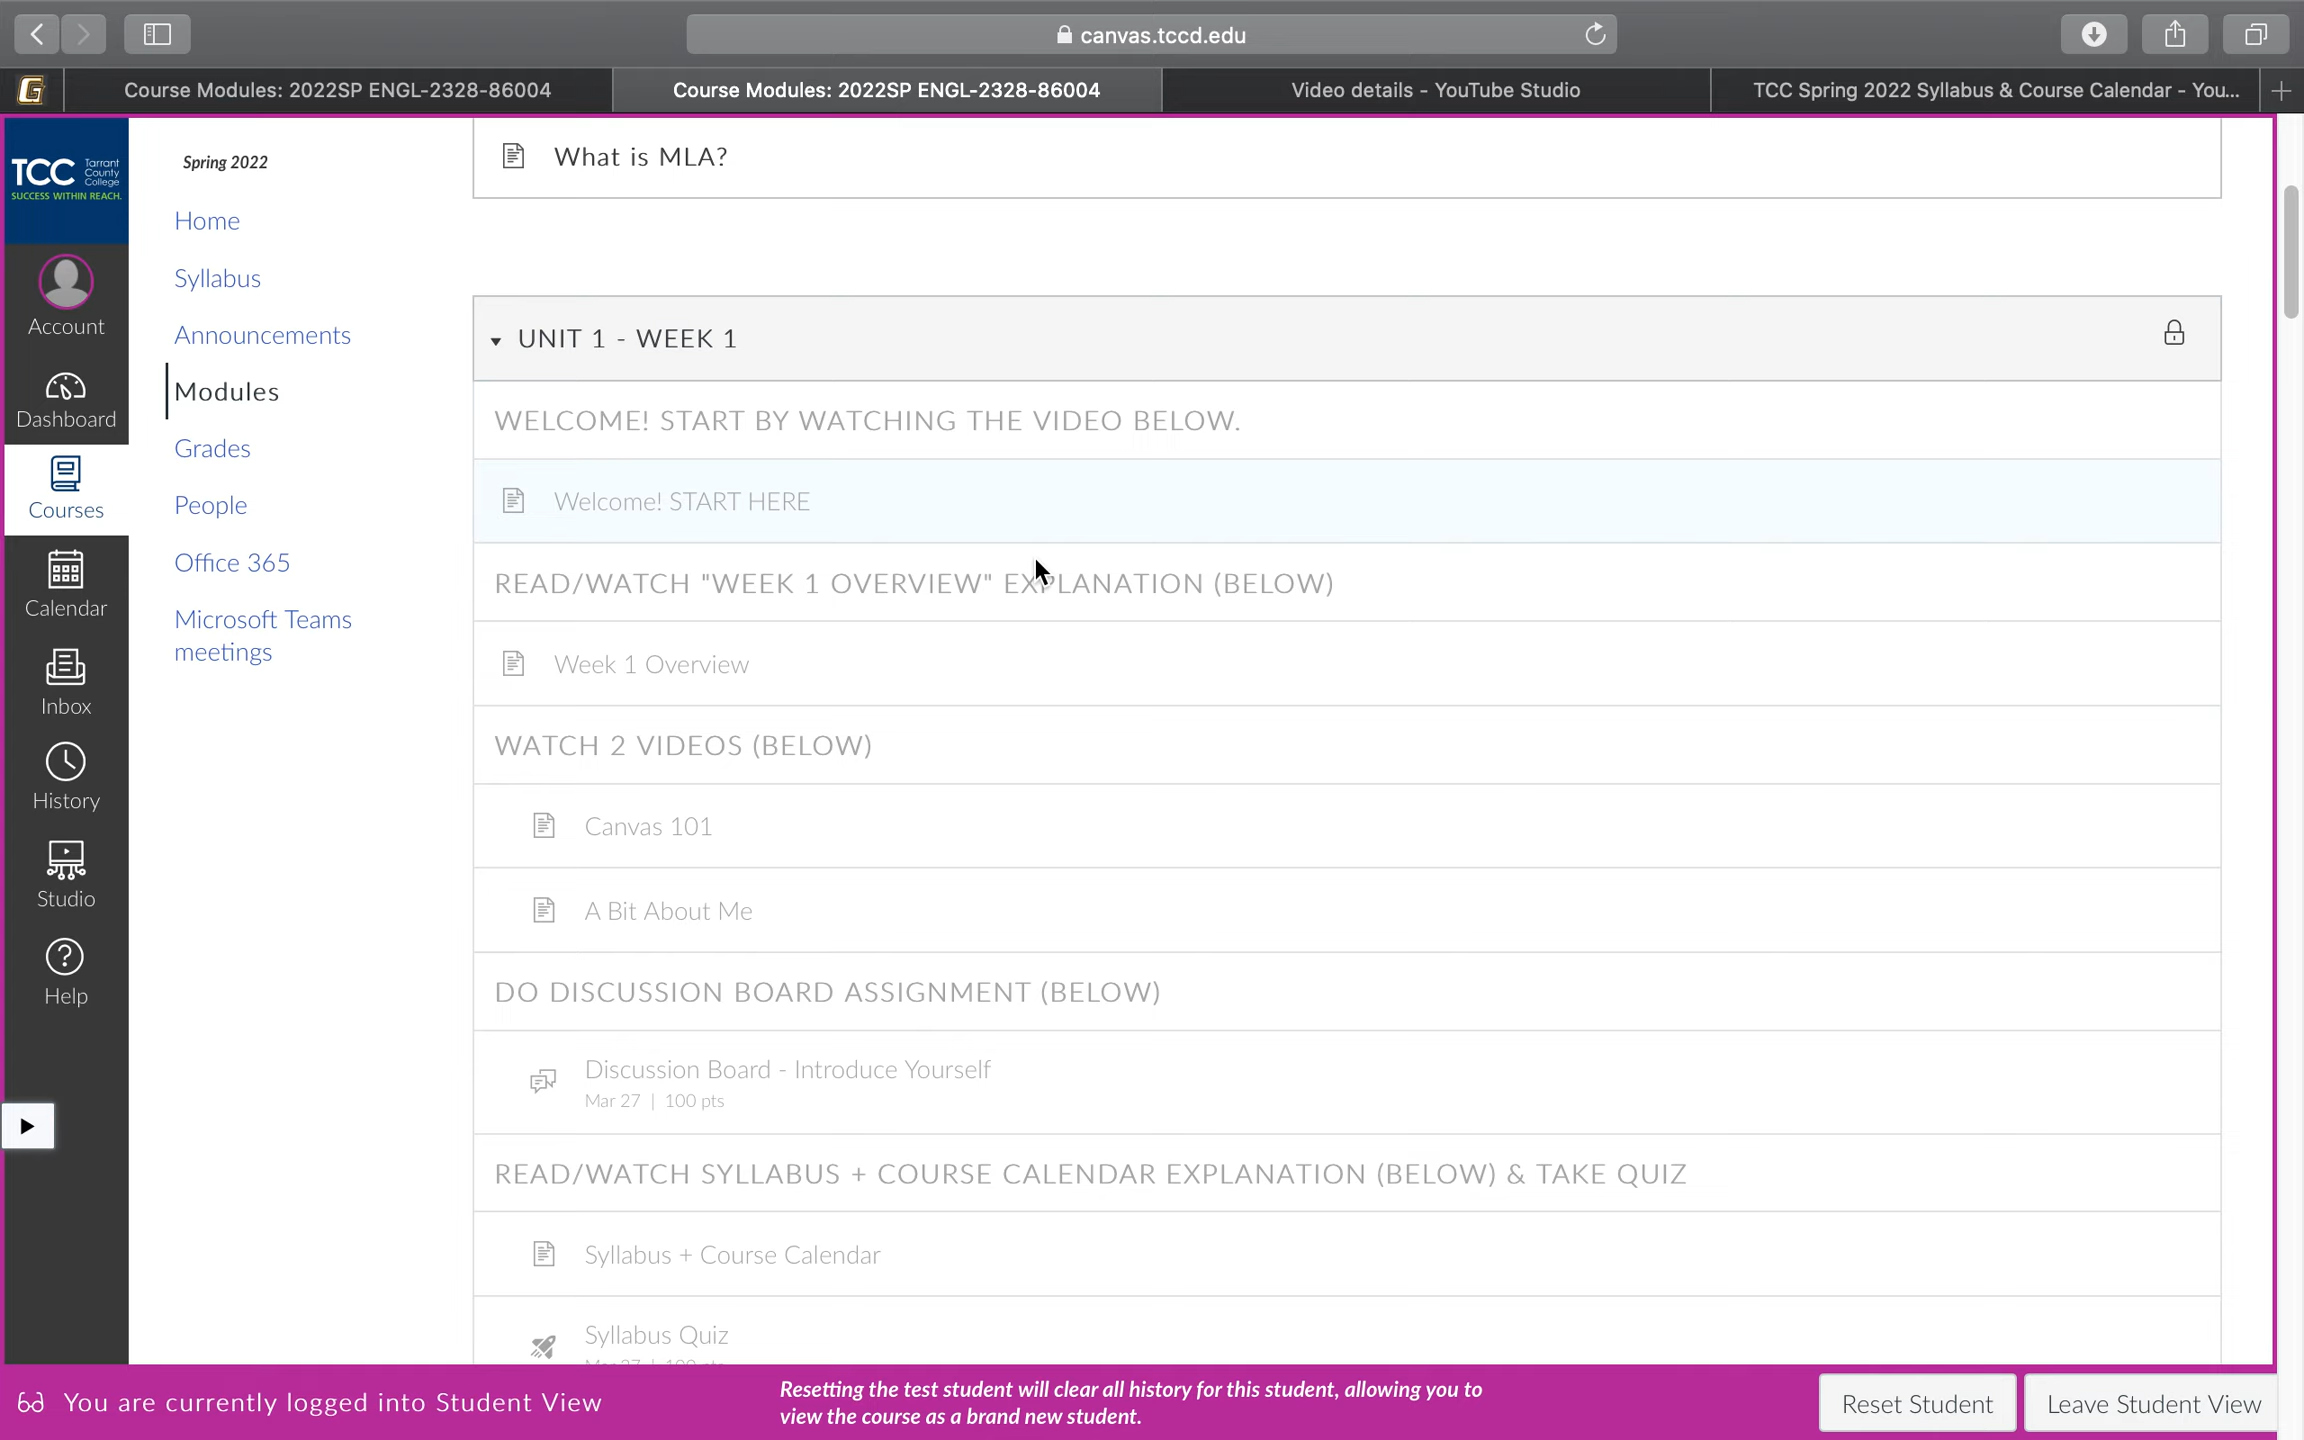 canvas.tccd.edu
Course Modules: 2022SP ENGL-2328-86004
Course Modules: 2022SP ENGL-2328-86004
Video details - YouTube Studio
TCC Spring 2022 Syllabus & Course Calendar - You...
TCC Tarrant County College
SUCCESS WITHIN REACH.
Account
Dashboard
Courses
Calendar
Inbox
History
Studio
Help
Spring 2022
Home
Syllabus
Announcements
Modules
Grades
People
Office 365
Microsoft Teams
meetings
What is MLA?
UNIT 1 - WEEK 1
WELCOME! START BY WATCHING THE VIDEO BELOW.
Welcome! START HERE
READ/WATCH "WEEK 1 OVERVIEW" EXPLANATION (BELOW)
Week 1 Overview
WATCH 2 VIDEOS (BELOW)
Canvas 101
A Bit About Me
DO DISCUSSION BOARD ASSIGNMENT (BELOW)
Discussion Board - Introduce Yourself
Mar 27 | 100 pts
READ/WATCH SYLLABUS + COURSE CALENDAR EXPLANATION (BELOW) & TAKE QUIZ
Syllabus + Course Calendar
Syllabus Quiz
Mar 27 | 100 pts
You are currently logged into Student View
Resetting the test student will clear all history for this student, allowing you to
view the course as a brand new student.
Reset Student
Leave Student View